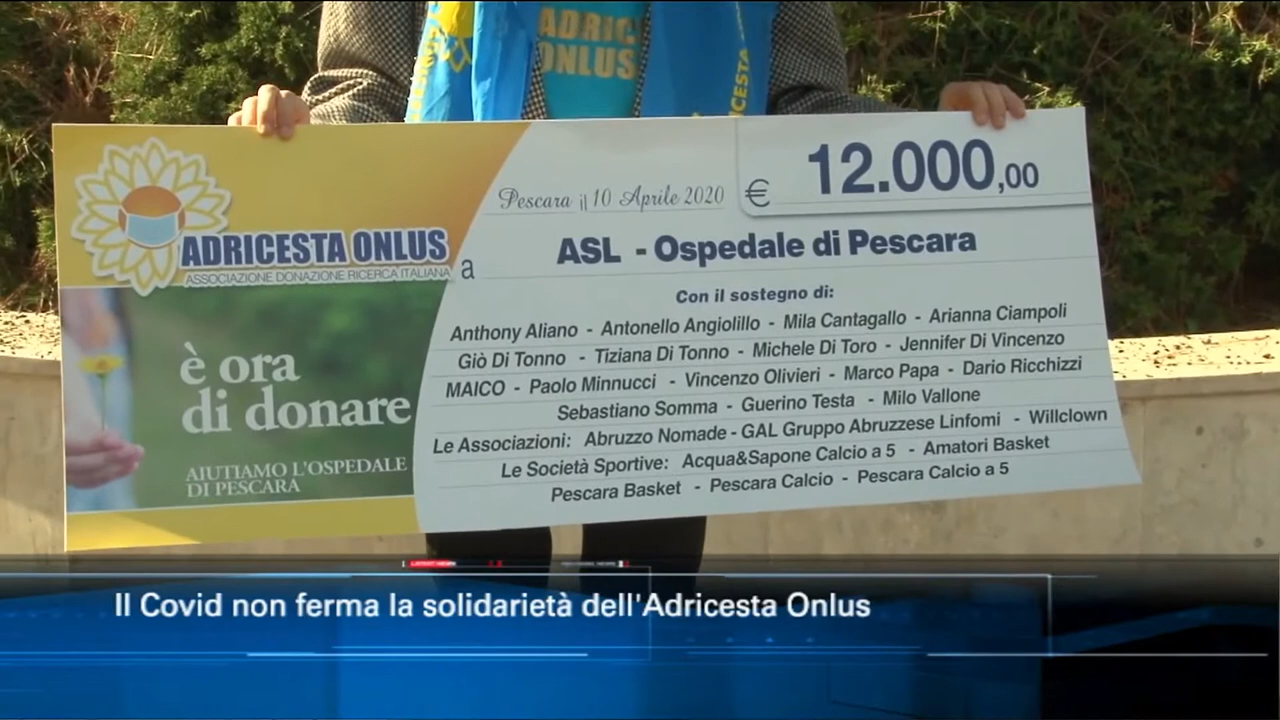 ADRIC
ONLUS
CESTA
Pescara il 10 Aprile 2020
€ 12.000,00
ADRICESTA ONLUS
ASSOCIAZIONE DONAZIONE RICERCA ITALIANA
a ASL - Ospedale di Pescara
Con il sostegno di:
Anthony Aliano - Antonello Angiolillo - Mila Cantagallo - Arianna Ciampoli
Giò Di Tonno - Tiziana Di Tonno - Michele Di Toro - Jennifer Di Vincenzo
MAICO - Paolo Minnucci - Vincenzo Olivieri - Marco Papa - Dario Ricchizzi
Sebastiano Somma - Guerino Testa - Milo Vallone
Le Associazioni: Abruzzo Nomade - GAL Gruppo Abruzzese Linfomi - Willclown
Le Società Sportive: Acqua&Sapone Calcio a 5 - Amatori Basket
Pescara Basket - Pescara Calcio - Pescara Calcio a 5
è ora
di donare
AIUTIAMO L'OSPEDALE
DI PESCARA
Il Covid non ferma la solidarietà dell'Adricesta Onlus